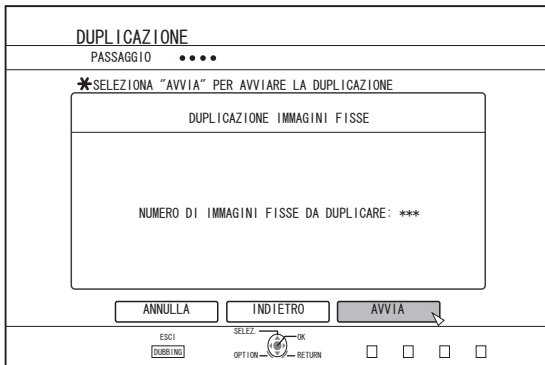 DUPLICAZIONE
PASSAGGIO ●●●●
✱SELEZIONA "AVVIA" PER AVVIARE LA DUPLICAZIONE
DUPLICAZIONE IMMAGINI FISSE
NUMERO DI IMMAGINI FISSE DA DUPLICARE: ***
ANNULLA INDIETRO AVVIA
ESCI SELEZ. OK
DUBBING OPTION RETURN